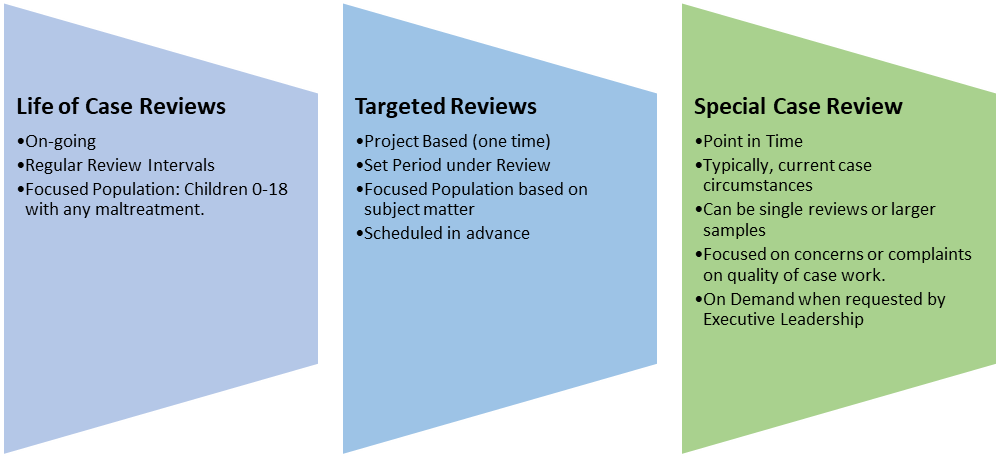 Life of Case Reviews
•On-going
•Regular Review Intervals
•Focused Population: Children 0-18
with any maltreatment.
Targeted Reviews
•Project Based (one time)
•Set Period under Review
•Focused Population based on
subject matter
•Scheduled in advance
Special Case Review
•Point in Time
•Typically, current case
circumstances
•Can be single reviews or larger
samples
•Focused on concerns or complaints
on quality of case work.
•On Demand when requested by
Executive Leadership